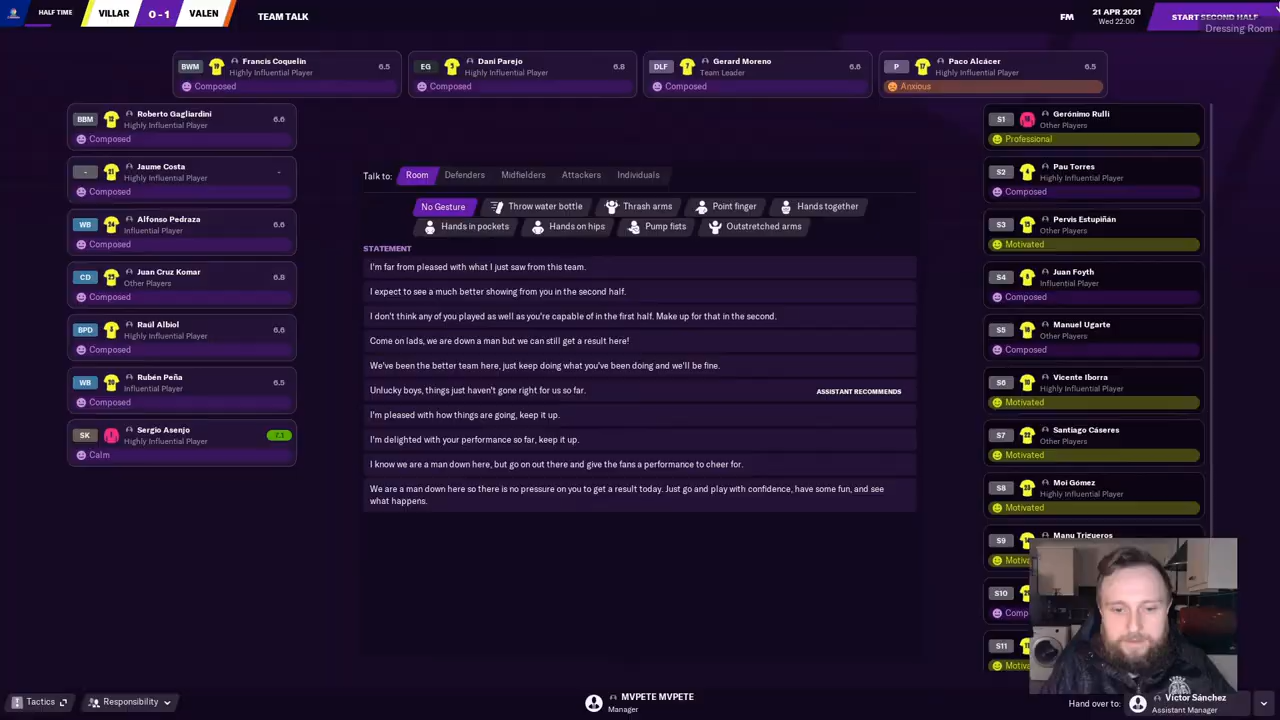 HALF TIME
VILLAR 0 - 1 VALEN
TEAM TALK
FM
21 APR 2021
Wed 22:00
START SECOND HALF
Dressing Room
BWM 19 Francis Coquelin
Highly Influential Player
6.5
Composed
EG 5 Dani Parejo
Highly Influential Player
6.8
Composed
DLF 7 Gerard Moreno
Team Leader
6.6
Composed
P 17 Paco Alcácer
Highly Influential Player
6.5
Anxious
BBM Roberto Gagliardini
Highly Influential Player
6.6
Composed
- Jaume Costa
Highly Influential Player
-
Composed
WB 24 Alfonso Pedraza
Influential Player
6.6
Composed
CD Juan Cruz Komar
Other Players
6.8
Composed
BPD Raúl Albiol
Highly Influential Player
6.6
Composed
WB 20 Rubén Peña
Influential Player
6.5
Composed
SK 1 Sergio Asenjo
Highly Influential Player
7.1
Calm
Talk to: Room Defenders Midfielders Attackers Individuals
No Gesture Throw water bottle Thrash arms Point finger Hands together
Hands in pockets Hands on hips Pump fists Outstretched arms
STATEMENT
I'm far from pleased with what I just saw from this team.
I expect to see a much better showing from you in the second half.
I don't think any of you played as well as you're capable of in the first half. Make up for that in the second.
Come on lads, we are down a man but we can still get a result here!
We've been the better team here, just keep doing what you've been doing and we'll be fine.
Unlucky boys, things just haven't gone right for us so far. ASSISTANT RECOMMENDS
I'm pleased with how things are going, keep it up.
I'm delighted with your performance so far, keep it up.
I know we are a man down here, but go on out there and give the fans a performance to cheer for.
We are a man down here so there is no pressure on you to get a result today. Just go and play with confidence, have some fun, and see
what happens.
S1 Gerónimo Rulli
Other Players
Professional
S2 4 Pau Torres
Highly Influential Player
Composed
S3 Pervis Estupiñán
Other Players
Motivated
S4 8 Juan Foyth
Influential Player
Composed
S5 Manuel Ugarte
Other Players
Composed
S6 10 Vicente Iborra
Highly Influential Player
Motivated
S7 22 Santiago Cáseres
Other Players
Motivated
S8 23 Moi Gómez
Highly Influential Player
Motivated
S9 Manu Trigueros
Motiva
S10
Comp
S11
Motiva
Tactics Responsibility
MVPETE MVPETE
Manager
Hand over to: Víctor Sánchez
Assistant Manager